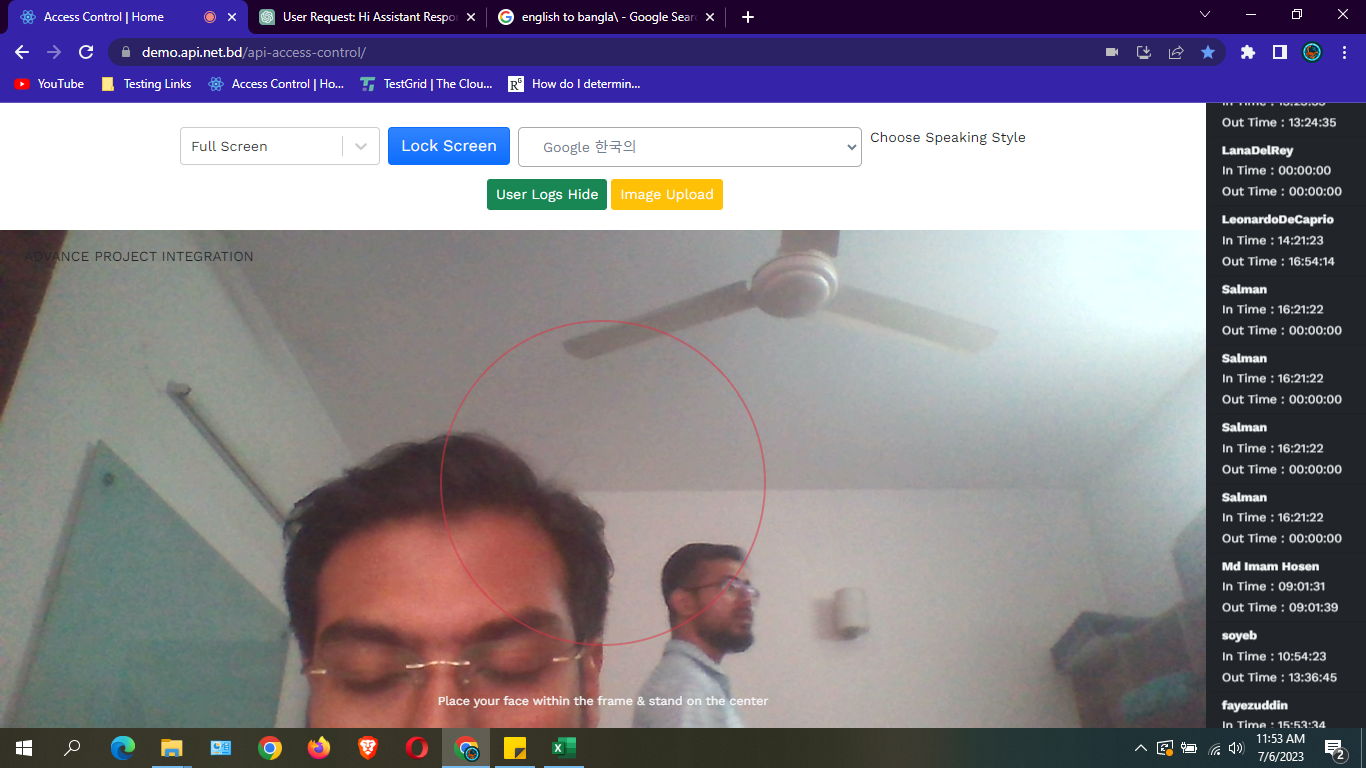 Access Control | Home
User Request: Hi Assistant Respo
english to bangla\ - Google Sear
demo.api.net.bd/api-access-control/
YouTube
Testing Links
Access Control | Ho...
TestGrid | The Clou...
R^G
How do I determin...
Full Screen
Lock Screen
Google 한국의
Choose Speaking Style
User Logs Hide
Image Upload
ADVANCE PROJECT INTEGRATION
Place your face within the frame & stand on the center
Out Time : 13:24:35
LanaDelRey
In Time : 00:00:00
Out Time : 00:00:00
LeonardoDeCaprio
In Time : 14:21:23
Out Time : 16:54:14
Salman
In Time : 16:21:22
Out Time : 00:00:00
Salman
In Time : 16:21:22
Out Time : 00:00:00
Salman
In Time : 16:21:22
Out Time : 00:00:00
Salman
In Time : 16:21:22
Out Time : 00:00:00
Md Imam Hosen
In Time : 09:01:31
Out Time : 09:01:39
soyeb
In Time : 10:54:23
Out Time : 13:36:45
fayezuddin
In Time : 15:53:34
11:53 AM
7/6/2023
2